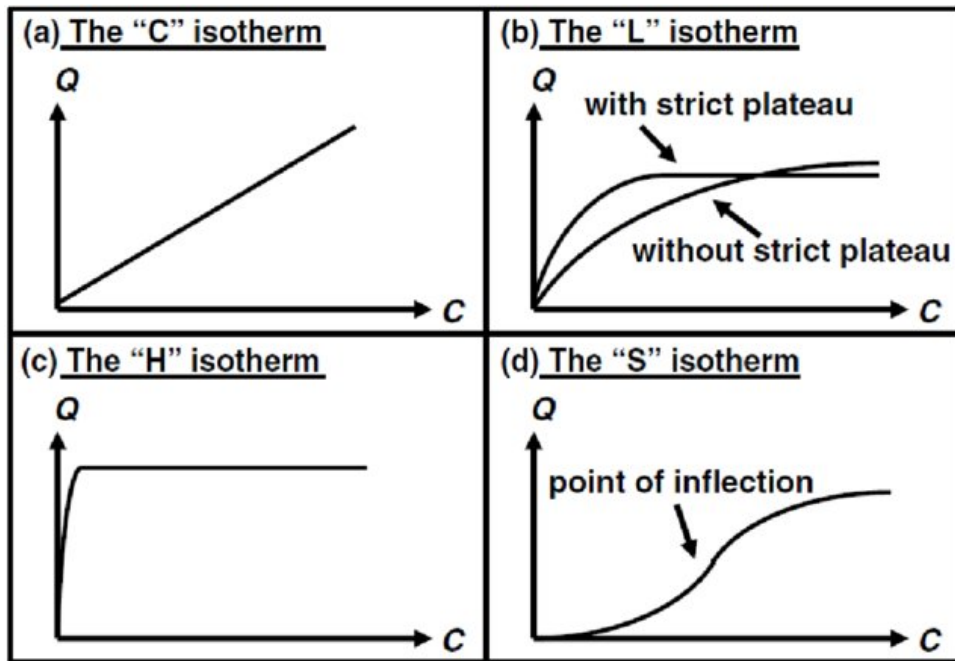 (a) The “C” isotherm
Q
C
(b) The “L” isotherm
Q
with strict plateau
without strict plateau
C
(c) The “H” isotherm
Q
C
(d) The “S” isotherm
Q
point of inflection
C